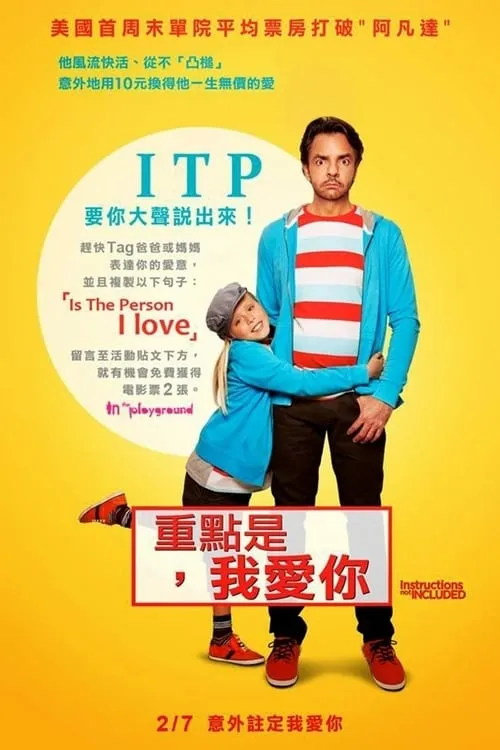 美國首周末單院平均票房打破"阿凡達"
他風流快活、從不「凸槌」
意外地用10元換得他一生無價的愛
ITP
要你大聲說出來！
趕快Tag爸爸或媽媽
表達你的愛意，
並且複製以下句子：
「Is The Person
I love」
留言至活動貼文下方，
就有機會免費獲得
電影票2張。
In the playground
重點是
，我愛你
Instructions
not INCLUDED
2/7 意外註定我愛你